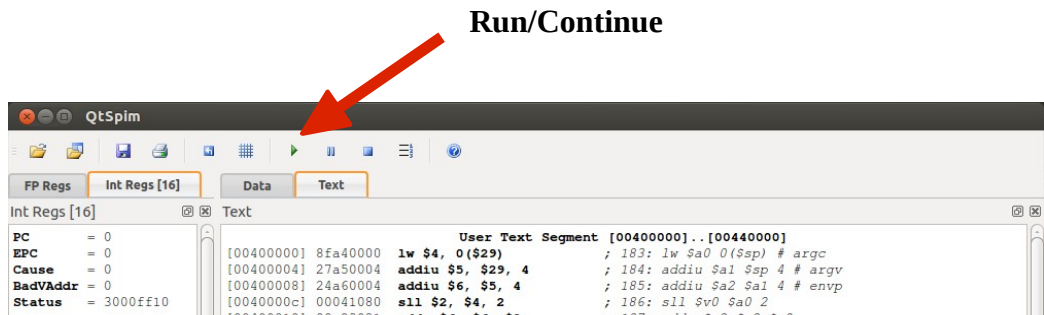 Run/Continue
QtSpim
FP Regs Int Regs [16] Data Text
Int Regs [16] Text
PC = 0
EPC = 0
Cause = 0
BadVAddr = 0
Status = 3000ff10
User Text Segment [00400000]..[00440000]
[00400000] 8fa40000 lw $4, 0($29) ; 183: lw $a0 0($sp) # argc
[00400004] 27a50004 addiu $5, $29, 4 ; 184: addiu $a1 $sp 4 # argv
[00400008] 24a60004 addiu $6, $5, 4 ; 185: addiu $a2 $a1 4 # envp
[0040000c] 00041080 sll $2, $4, 2 ; 186: sll $v0 $a0 2